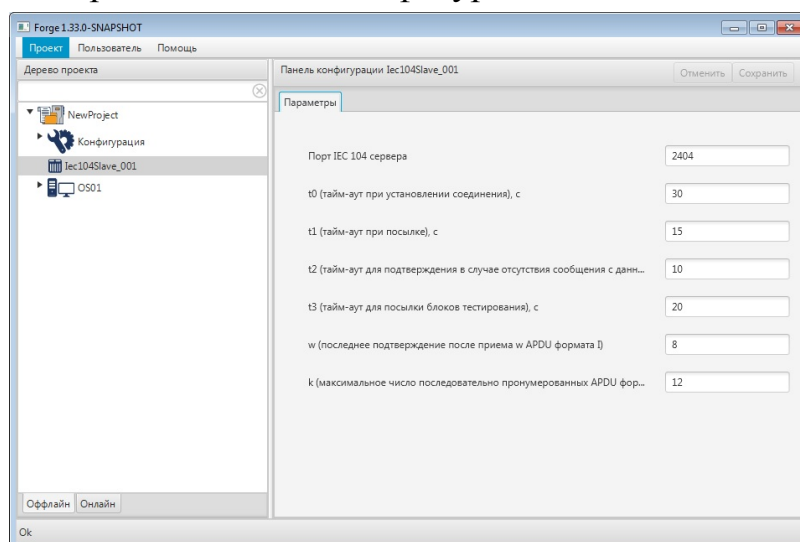 Forge 1.33.0-SNAPSHOT
Проект Пользователь Помощь
Дерево проекта
Панель конфигурации Iec104Slave_001
Отменить Сохранить
Параметры
NewProject
Конфигурация
Iec104Slave_001
OS01
Порт IEC 104 сервера 2404
t0 (тайм-аут при установлении соединения), с 30
t1 (тайм-аут при посылке), с 15
t2 (тайм-аут для подтверждения в случае отсутствия сообщения с данн... 10
t3 (тайм-аут для посылки блоков тестирования), с 20
w (последнее подтверждение после приема w APDU формата I) 8
k (максимальное число последовательно пронумерованных APDU фор... 12
Оффлайн Онлайн
Ok